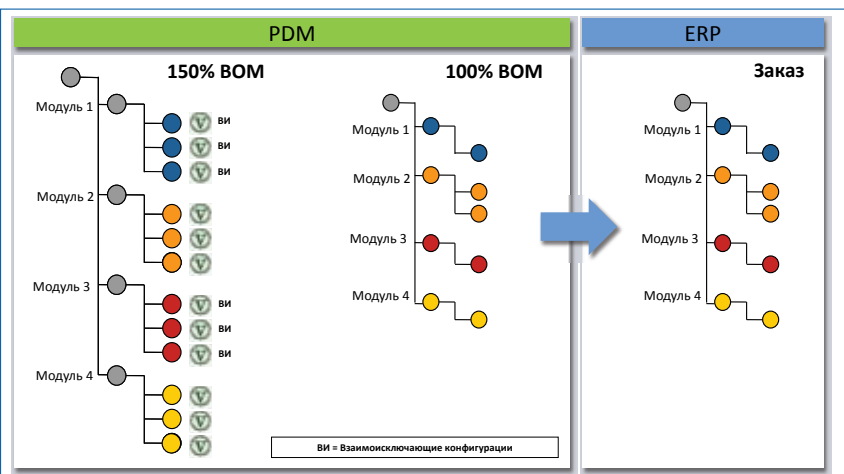 PDM
ERP
150% BOM
100% BOM
Заказ
Модуль 1
ВИ
ВИ
ВИ
Модуль 2
Модуль 3
ВИ
ВИ
ВИ
Модуль 4
Модуль 1
Модуль 2
Модуль 3
Модуль 4
Модуль 1
Модуль 2
Модуль 3
Модуль 4
V
V
V
V
V
V
V
V
V
V
V
V
ВИ = Взаимоисключающие конфигурации